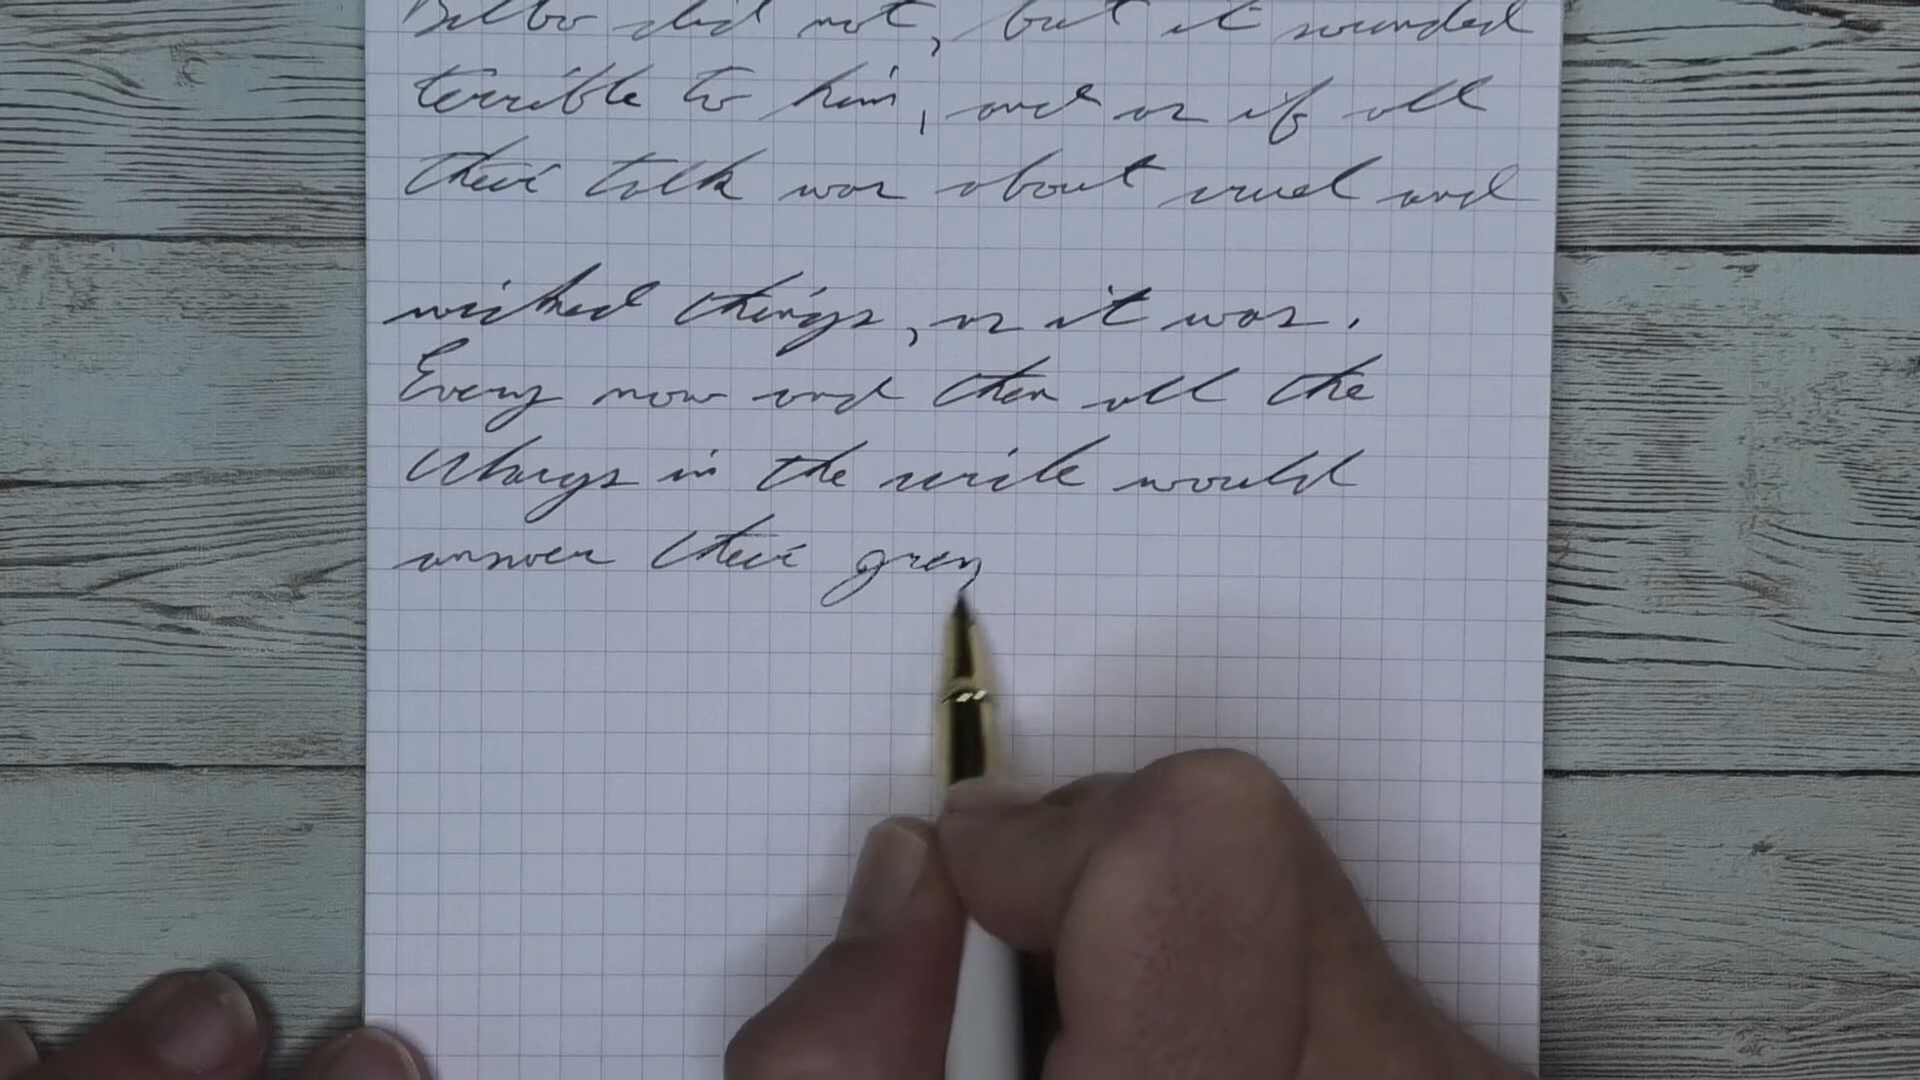 Bilbo did not, but it sounded
terrible to him, and as if all
their talk was about cruel and
wicked things, as it was.
Every now and then all the
Wargs in the circle would
answer their grey